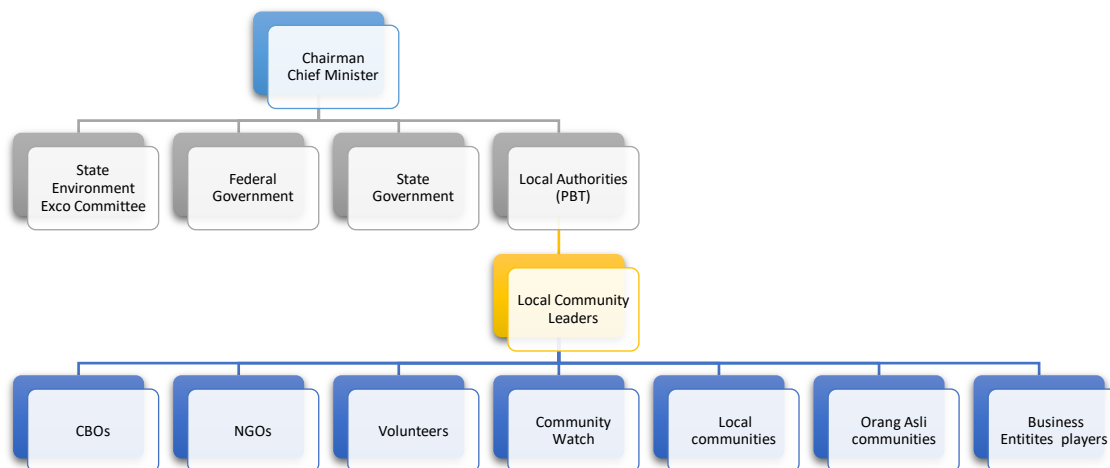 Chairman
Chief Minister
State
Environment
Exco Committee
Federal
Government
State
Government
Local Authorities
(PBT)
Local Community
Leaders
CBOs
NGOs
Volunteers
Community
Watch
Local
communities
Orang Asli
communities
Business
Entitites players